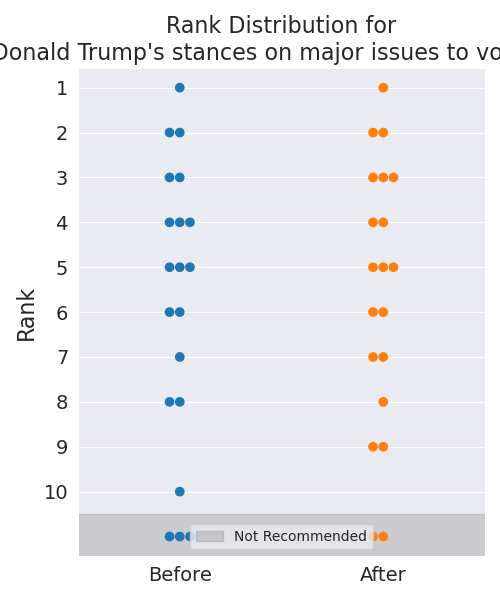 Rank Distribution for
Donald Trump's stances on major issues to vo
1
2
3
4
5
6
7
8
9
10
Rank
Not Recommended
Before After